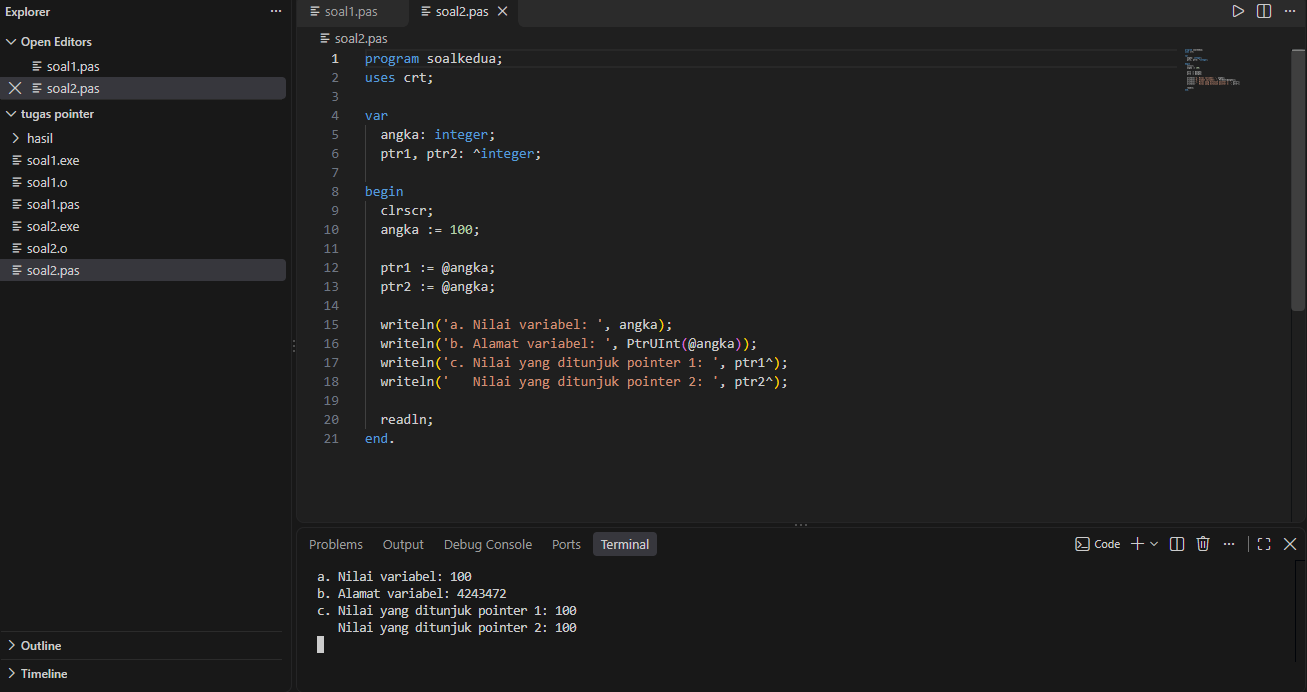 Explorer
Open Editors
soal1.pas
soal2.pas
tugas pointer
hasil
soal1.exe
soal1.o
soal1.pas
soal2.exe
soal2.o
soal2.pas
Outline
Timeline
soal1.pas soal2.pas
soal2.pas
1 program soalkedua;
2 uses crt;
3
4 var
5 angka: integer;
6 ptr1, ptr2: ^integer;
7
8 begin
9 clrscr;
10 angka := 100;
11
12 ptr1 := @angka;
13 ptr2 := @angka;
14
15 writeln('a. Nilai variabel: ', angka);
16 writeln('b. Alamat variabel: ', PtrUInt(@angka));
17 writeln('c. Nilai yang ditunjuk pointer 1: ', ptr1^);
18 writeln('   Nilai yang ditunjuk pointer 2: ', ptr2^);
19
20 readln;
21 end.
Problems Output Debug Console Ports Terminal Code
a. Nilai variabel: 100
b. Alamat variabel: 4243472
c. Nilai yang ditunjuk pointer 1: 100
Nilai yang ditunjuk pointer 2: 100